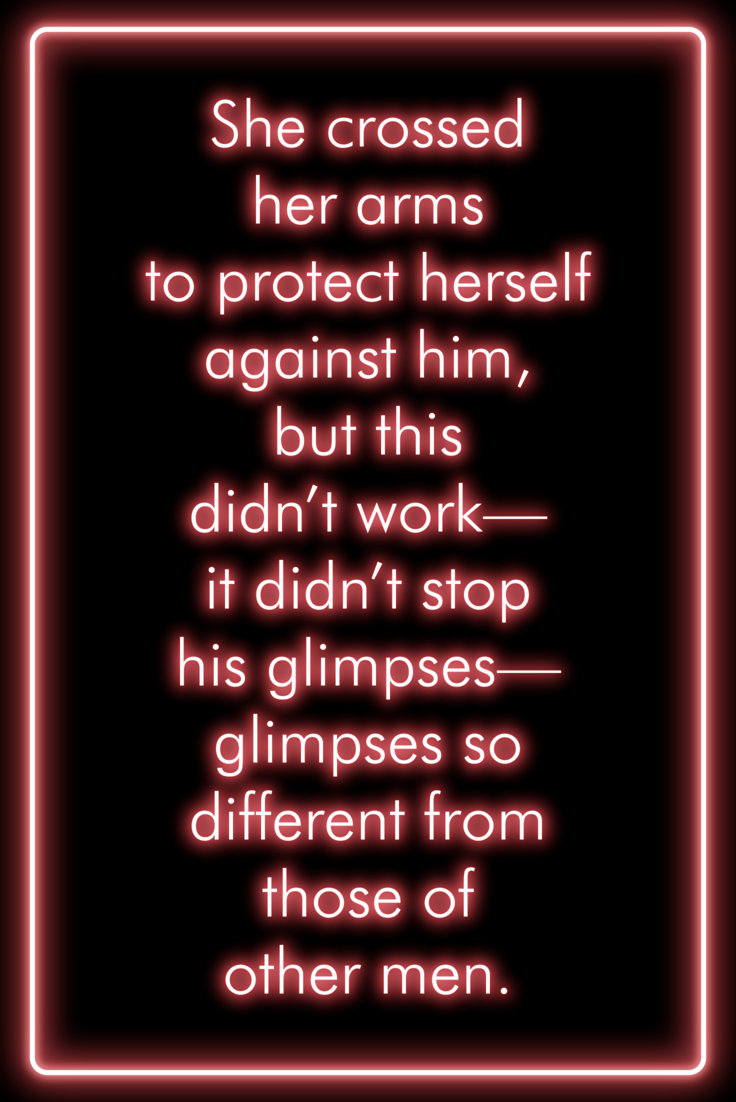 She crossed
her arms
to protect herself
against him,
but this
didn’t work—
it didn’t stop
his glimpses—
glimpses so
different from
those of
other men.